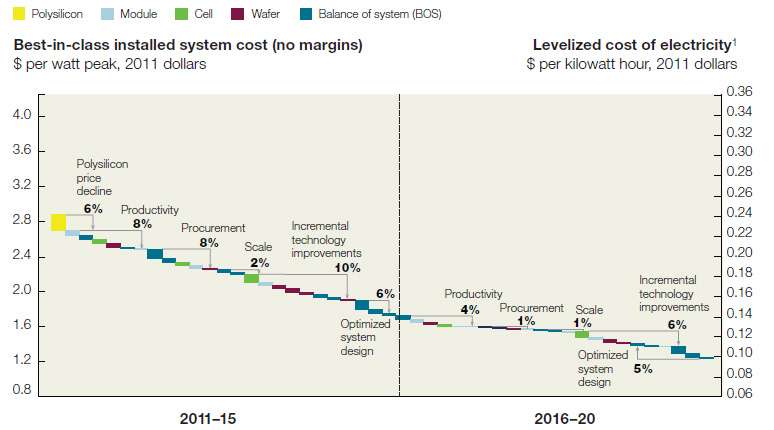 Polysilicon Module Cell Wafer Balance of system (BOS)
Best-in-class installed system cost (no margins)
$ per watt peak, 2011 dollars
Levelized cost of electricity¹
$ per kilowatt hour, 2011 dollars
4.0
3.6
3.2
2.8
2.4
2.0
1.6
1.2
0.8
Polysilicon
price
decline
6%
Productivity
8%
Procurement
8%
Scale
2%
Incremental
technology
improvements
10%
6%
Optimized
system
design
Productivity
4%
Procurement
1%
Scale
1%
Incremental
technology
improvements
6%
Optimized
system
design
5%
0.36
0.34
0.32
0.30
0.28
0.26
0.24
0.22
0.20
0.18
0.16
0.14
0.12
0.10
0.08
0.06
2011–15
2016–20